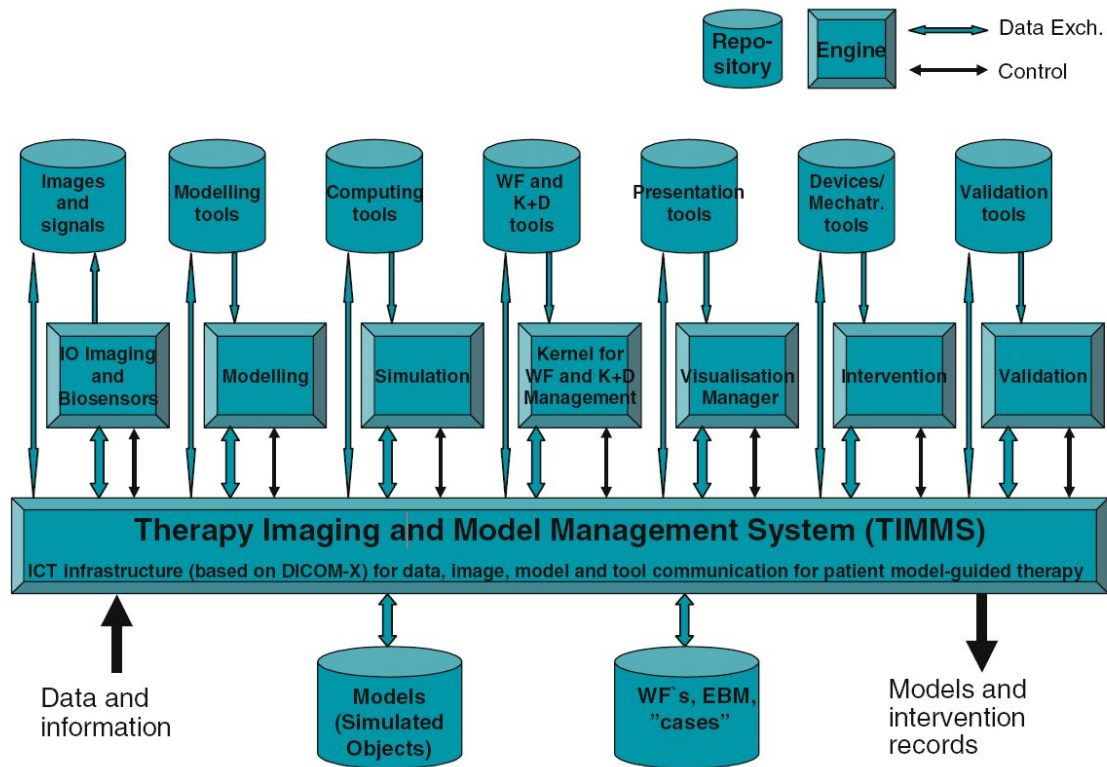 Repo-
sitory
Engine
Data Exch.
Control
Images
and
signals
Modelling
tools
Computing
tools
WF and
K+D
tools
Presentation
tools
Devices/
Mechatr.
tools
Validation
tools
IO Imaging
and
Biosensors
Modelling
Simulation
Kernel for
WF and K+D
Management
Visualisation
Manager
Intervention
Validation
Therapy Imaging and Model Management System (TIMMS)
ICT infrastructure (based on DICOM-X) for data, image, model and tool communication for patient model-guided therapy
Data and
information
Models
(Simulated
Objects)
WF`s, EBM,
”cases”
Models and
intervention
records